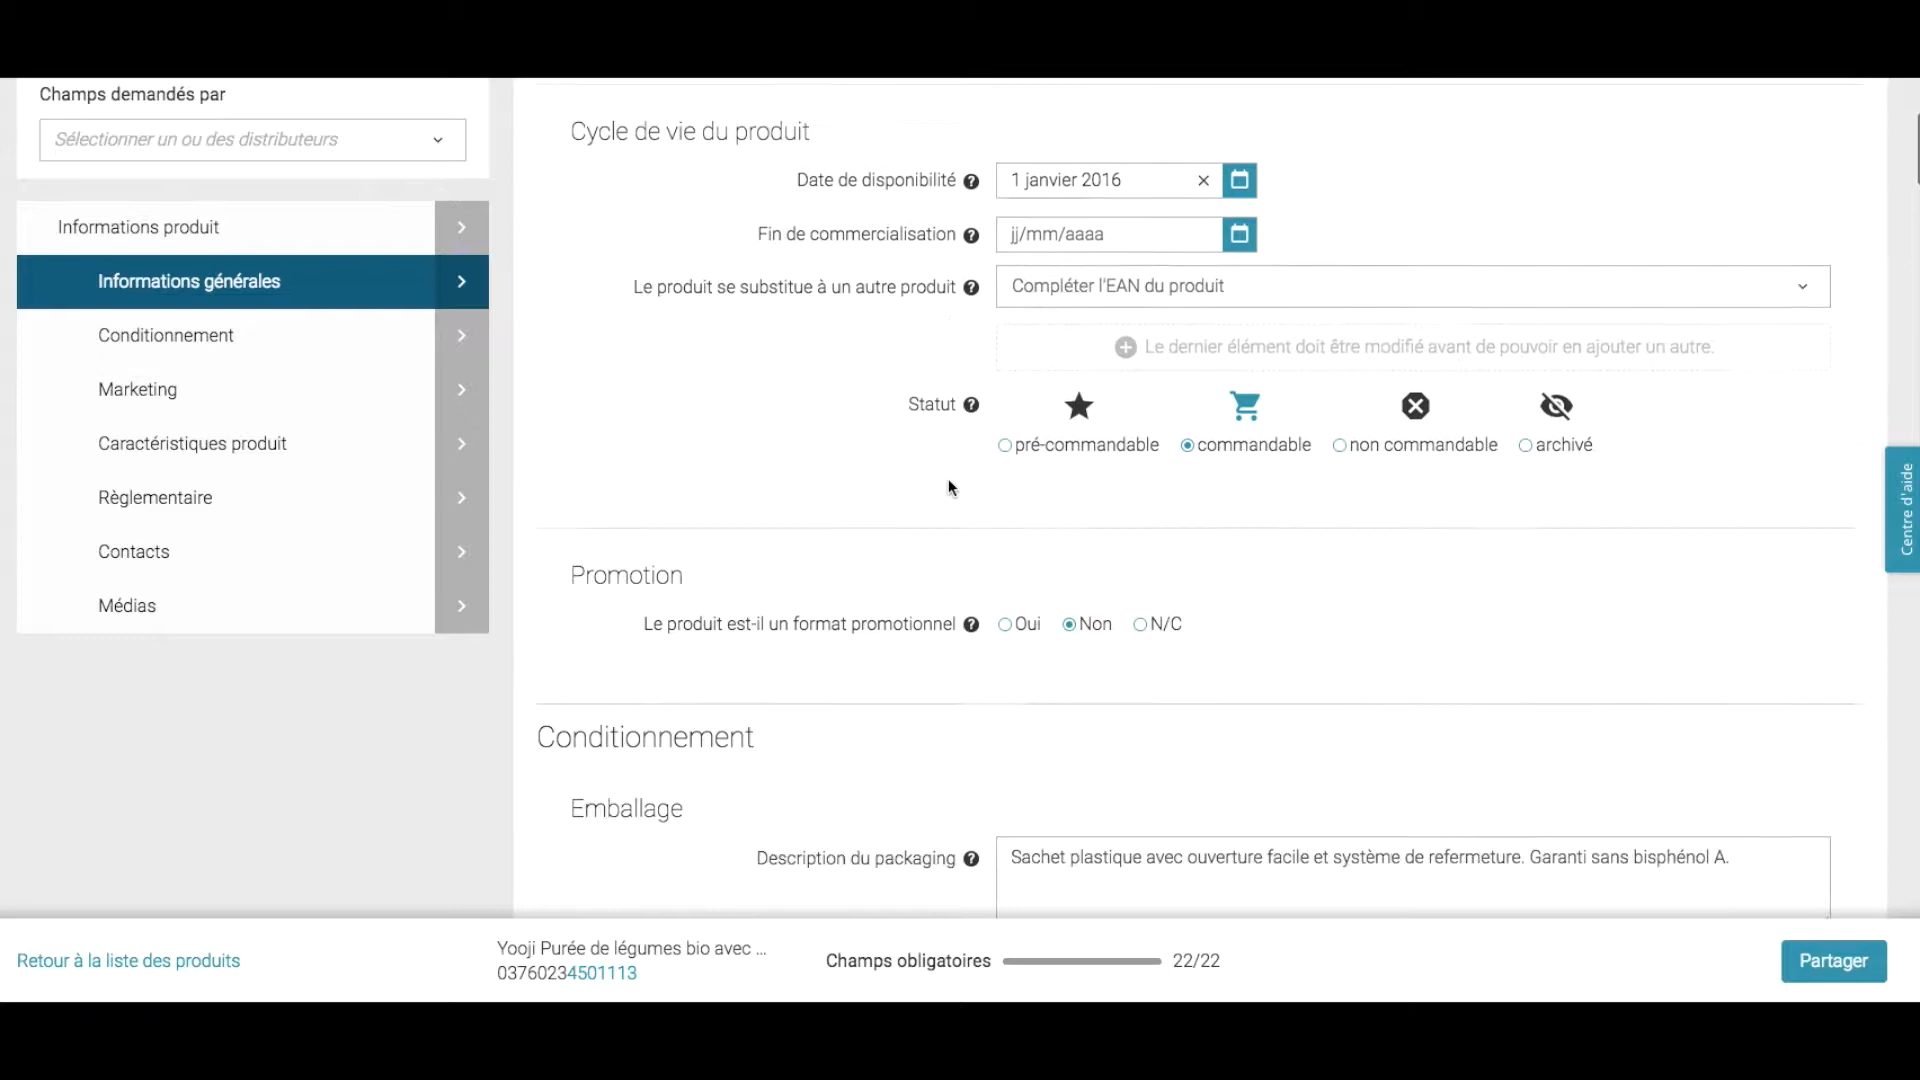 Champs demandés par
Sélectionner un ou des distributeurs
Informations produit
Informations générales
Conditionnement
Marketing
Caractéristiques produit
Règlementaire
Contacts
Médias
Cycle de vie du produit
Date de disponibilité ? 1 janvier 2016 ×
Fin de commercialisation ? jj/mm/aaaa
Le produit se substitue à un autre produit ? Compléter l'EAN du produit
Le dernier élément doit être modifié avant de pouvoir en ajouter un autre.
Statut ?
pré-commandable commandable non commandable archivé
Promotion
Le produit est-il un format promotionnel ? Oui Non N/C
Conditionnement
Emballage
Description du packaging ? Sachet plastique avec ouverture facile et système de refermeture. Garanti sans bisphénol A.
Centre d'aide
Retour à la liste des produits
Yooji Purée de légumes bio avec ...
03760234501113
Champs obligatoires 22/22
Partager